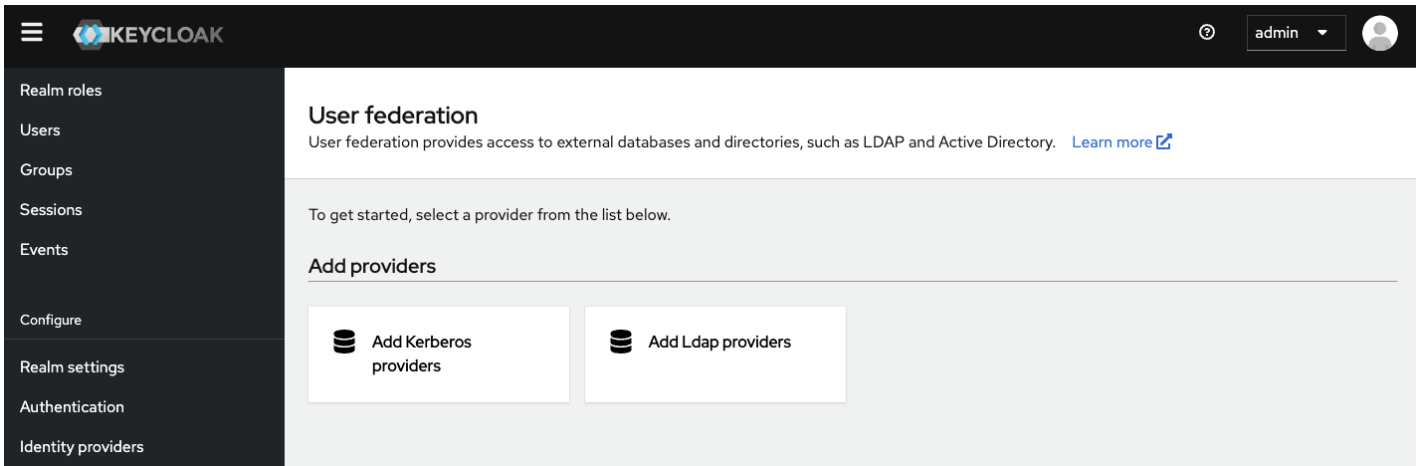 KEYCLOAK
admin
Realm roles
Users
Groups
Sessions
Events
Configure
Realm settings
Authentication
Identity providers
User federation
User federation provides access to external databases and directories, such as LDAP and Active Directory. Learn more
To get started, select a provider from the list below.
Add providers
Add Kerberos
providers
Add Ldap providers